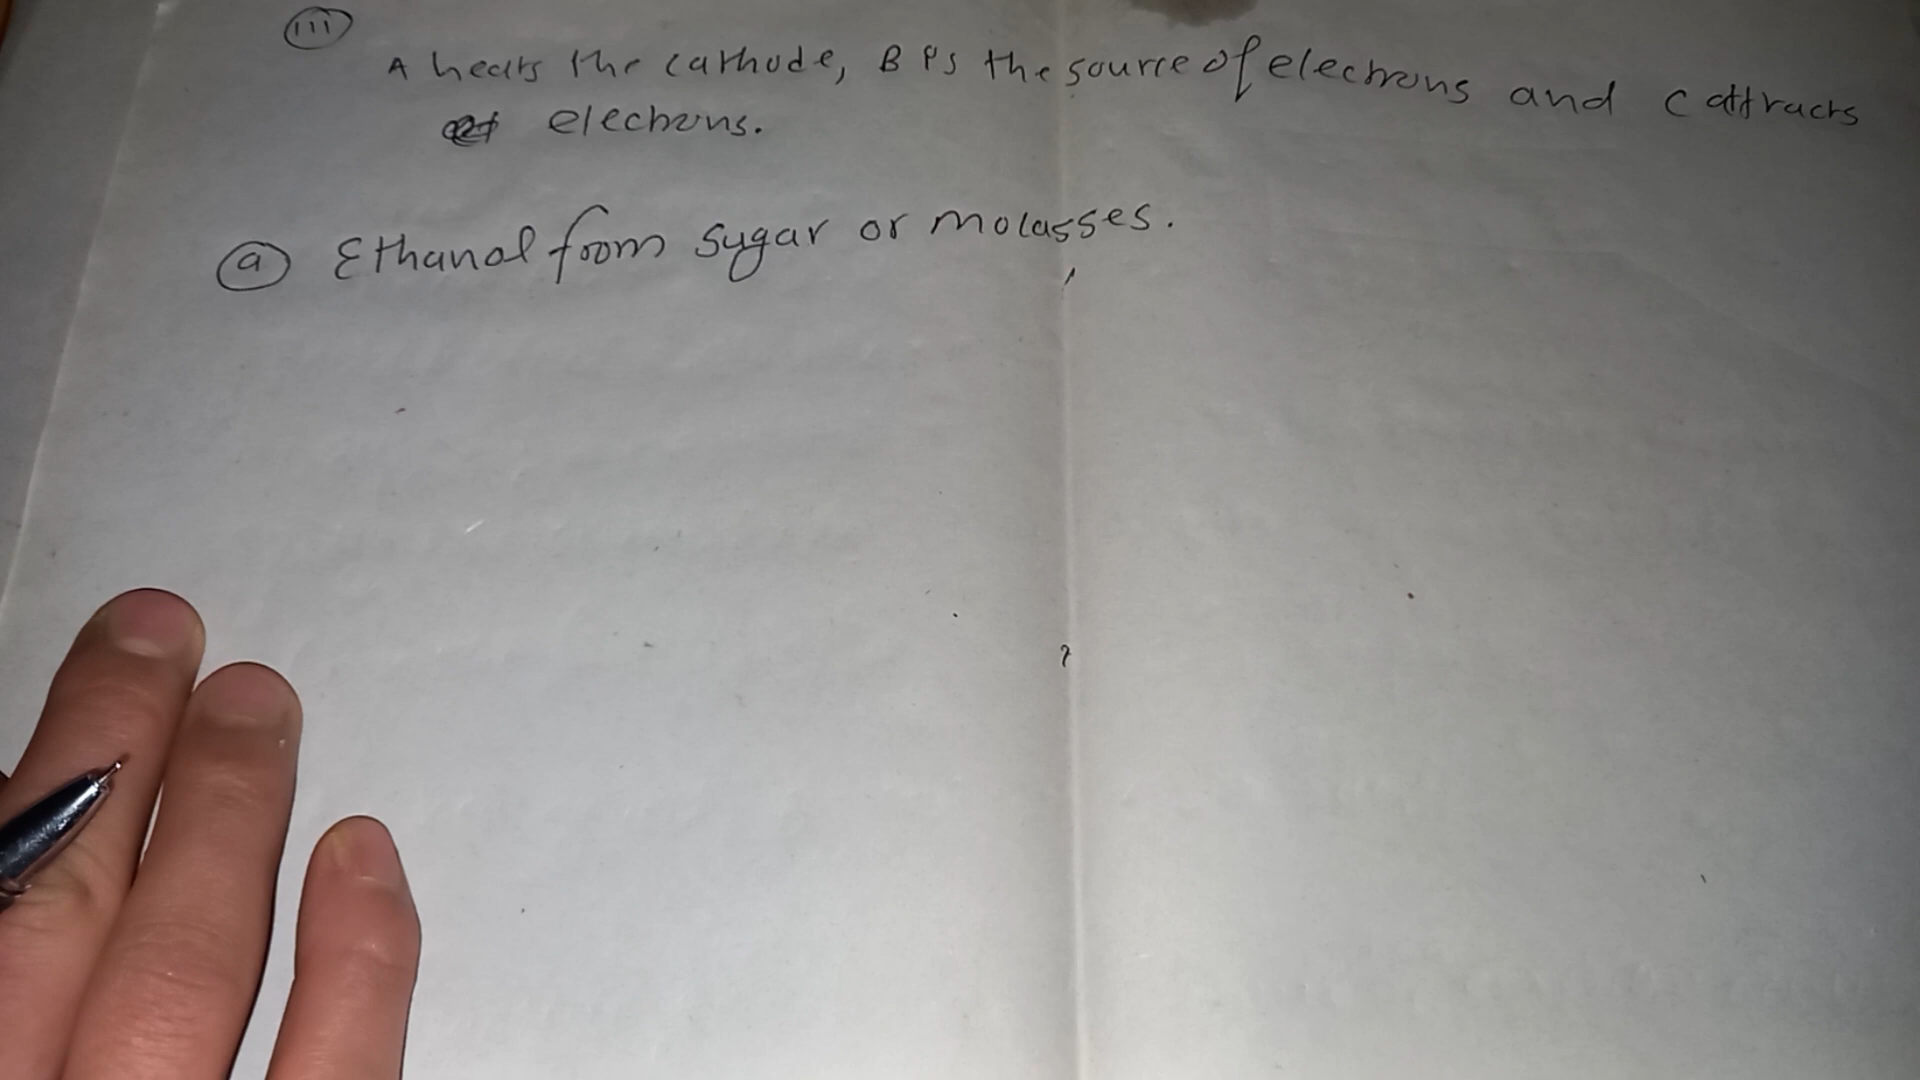 (iii)
A heats the cathode, B is the source of electrons and C attracts
electrons.
(a) Ethanol from sugar or molasses.